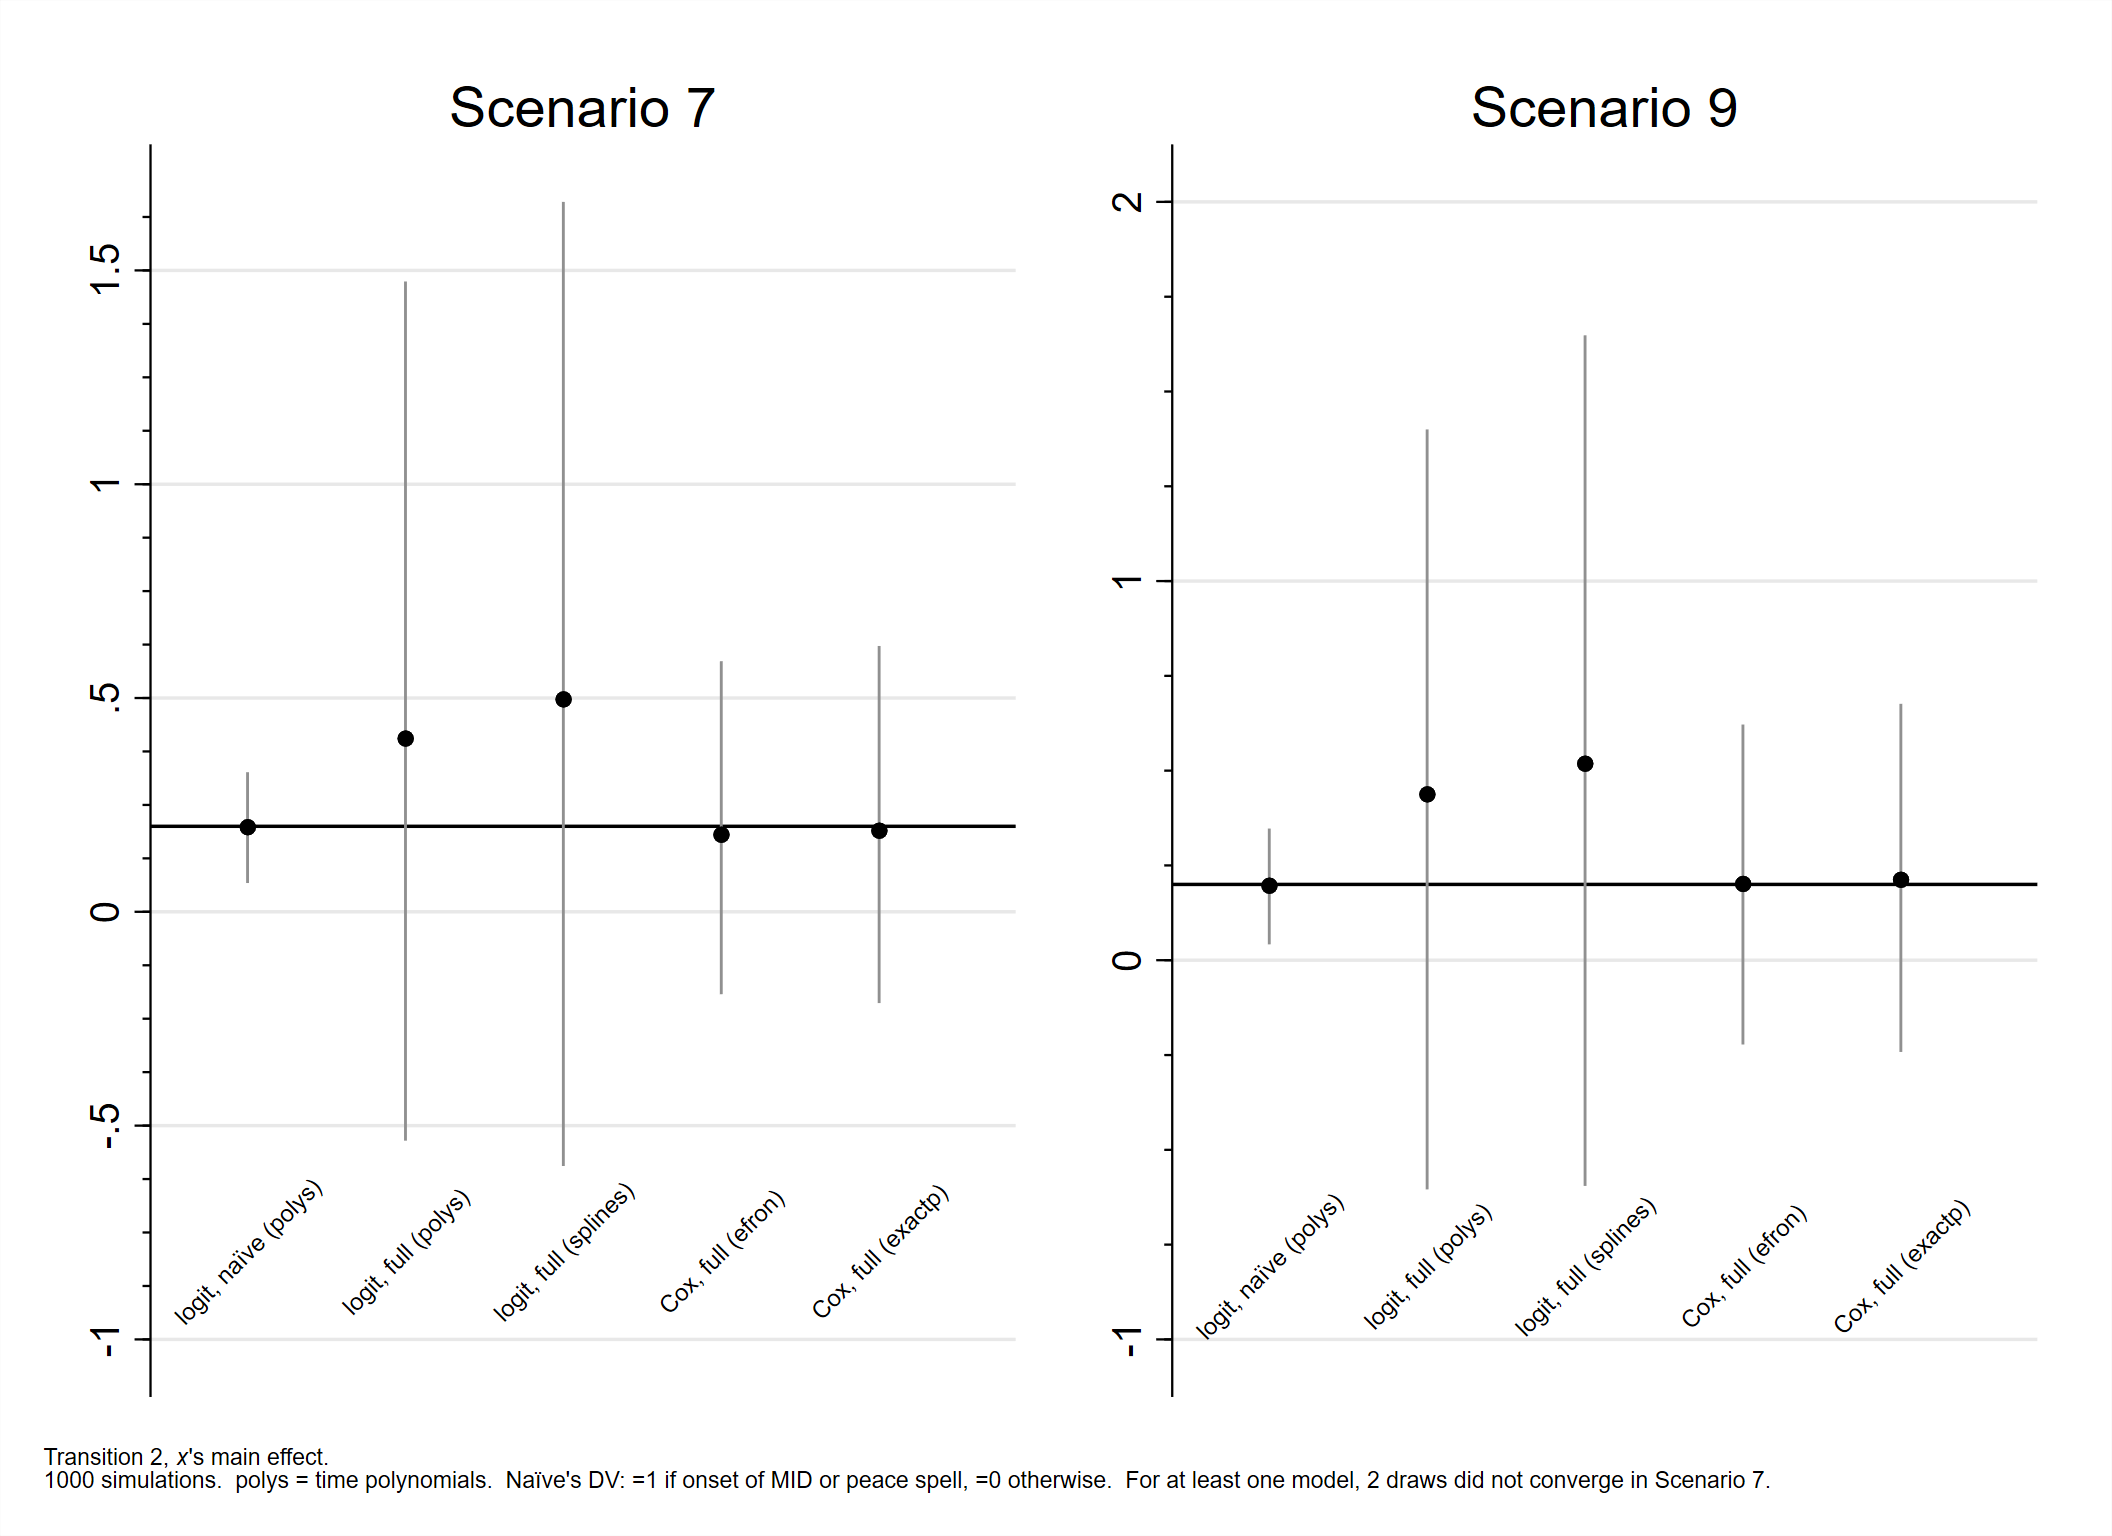 Scenario 7
1.5
1
.5
0
-.5
-1
logit, naïve (polys)
logit, full (polys)
logit, full (splines)
Cox, full (efron)
Cox, full (exactp)
Scenario 9
2
1
0
-1
logit, naïve (polys)
logit, full (polys)
logit, full (splines)
Cox, full (efron)
Cox, full (exactp)
Transition 2, x's main effect.
1000 simulations.  polys = time polynomials.  Naïve's DV: =1 if onset of MID or peace spell, =0 otherwise.  For at least one model, 2 draws did not converge in Scenario 7.